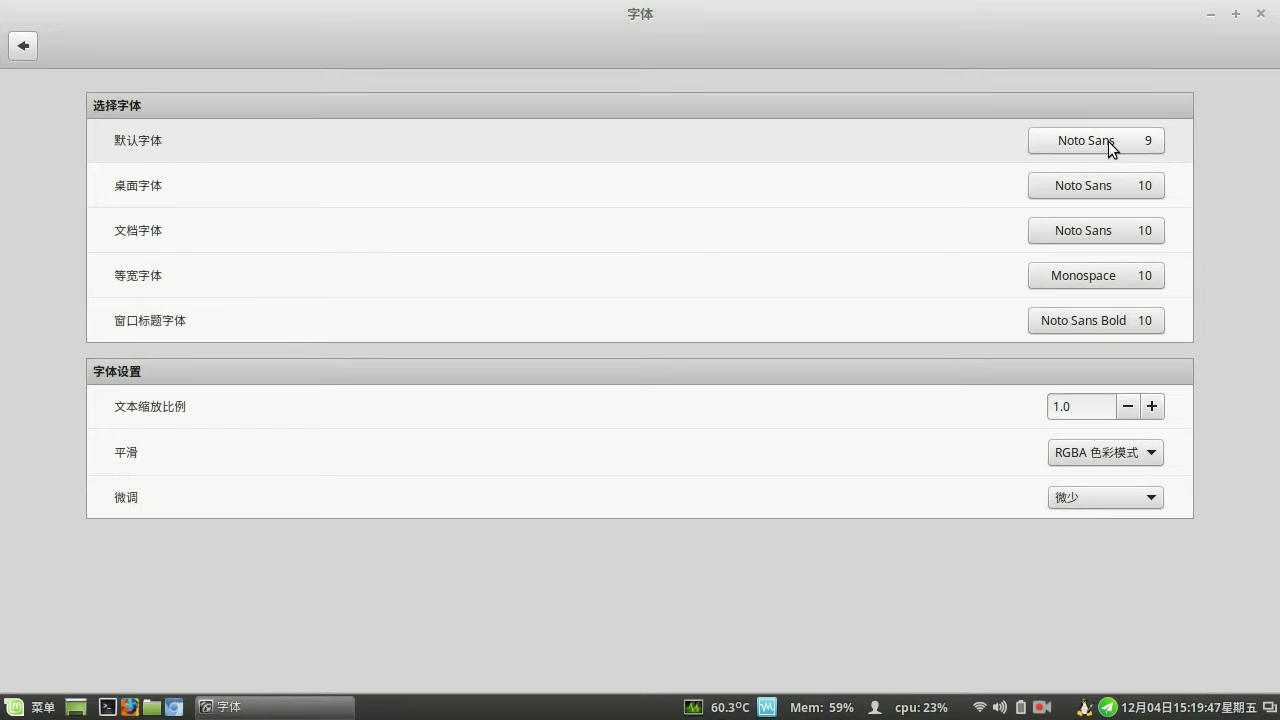 字体
选择字体
默认字体 Noto Sans 9
桌面字体 Noto Sans 10
文档字体 Noto Sans 10
等宽字体 Monospace 10
窗口标题字体 Noto Sans Bold 10
字体设置
文本缩放比例 1.0
平滑 RGBA 色彩模式
微调 微少
菜单 字体 60.3°C Mem: 59% cpu: 23% 12月04日15:19:47星期五